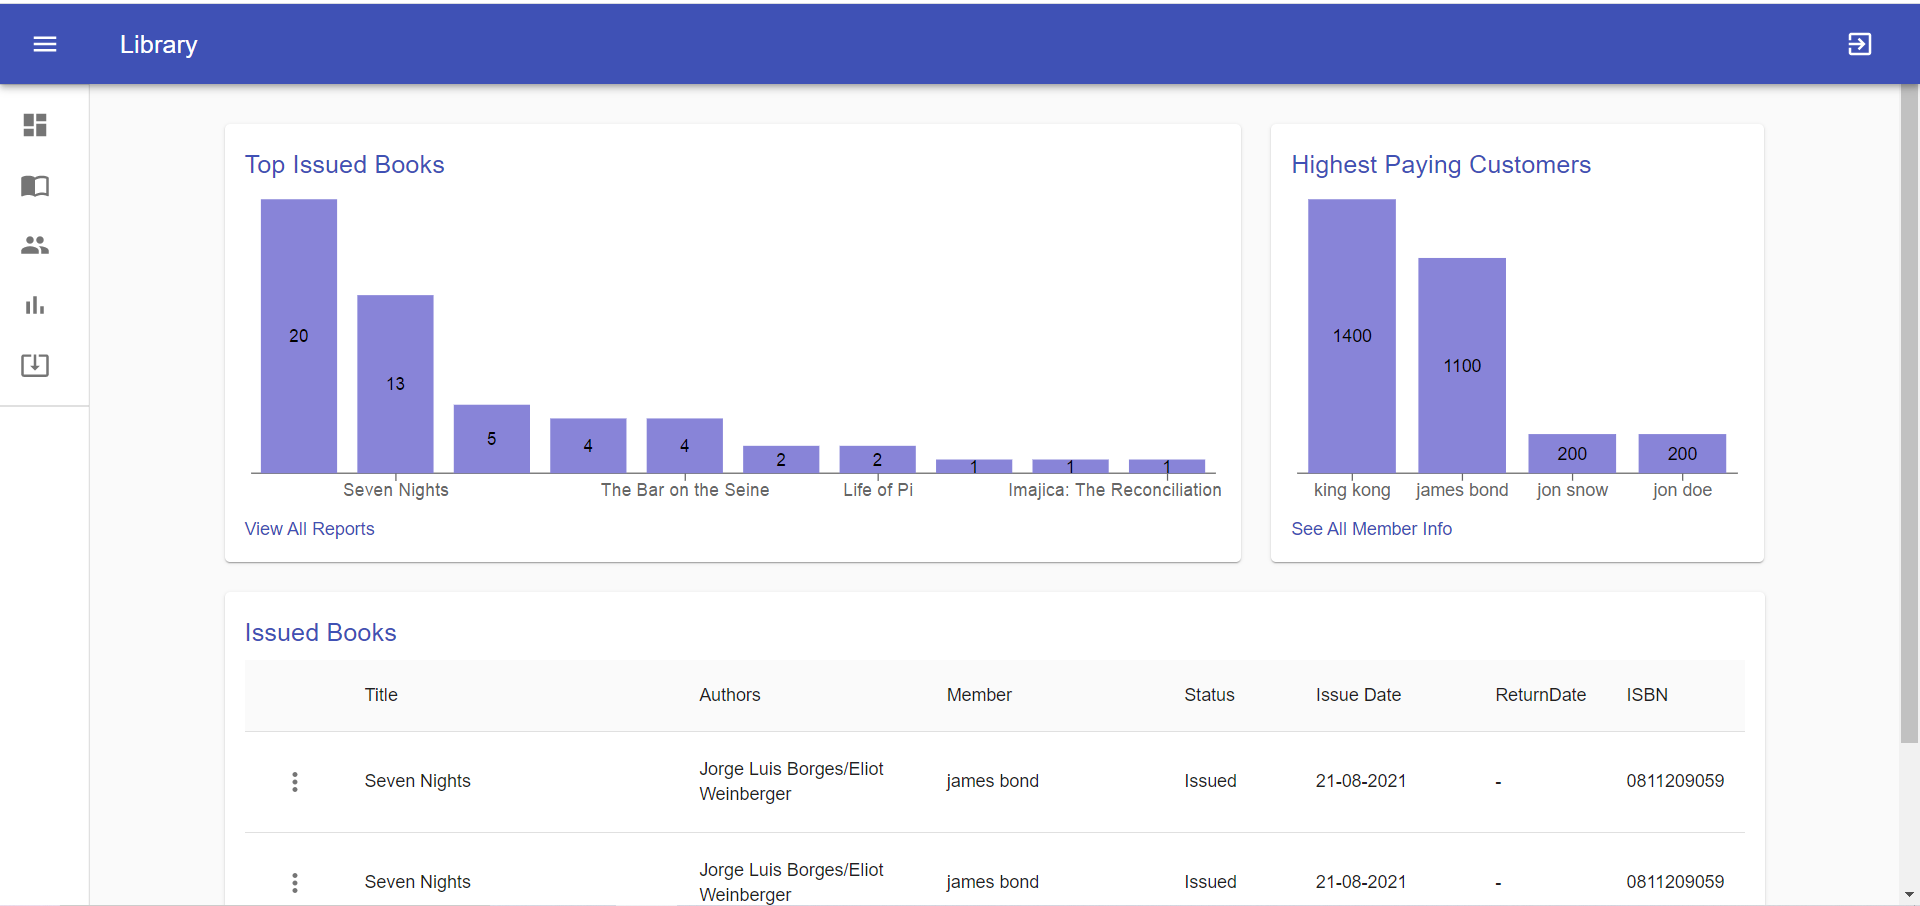 Library
Top Issued Books
20
13
5
4
4
2
2
1
1
1
Seven Nights
The Bar on the Seine
Life of Pi
Imajica: The Reconciliation
View All Reports
Highest Paying Customers
1400
1100
200
200
king kong
james bond
jon snow
jon doe
See All Member Info
Issued Books
Title Authors Member Status Issue Date ReturnDate ISBN
Seven Nights Jorge Luis Borges/Eliot Weinberger james bond Issued 21-08-2021 - 0811209059
Seven Nights Jorge Luis Borges/Eliot Weinberger james bond Issued 21-08-2021 - 0811209059